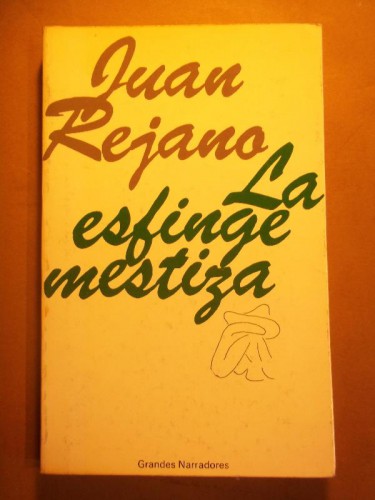 Juan
Rejano
La
esfinge
mestiza
Grandes Narradores